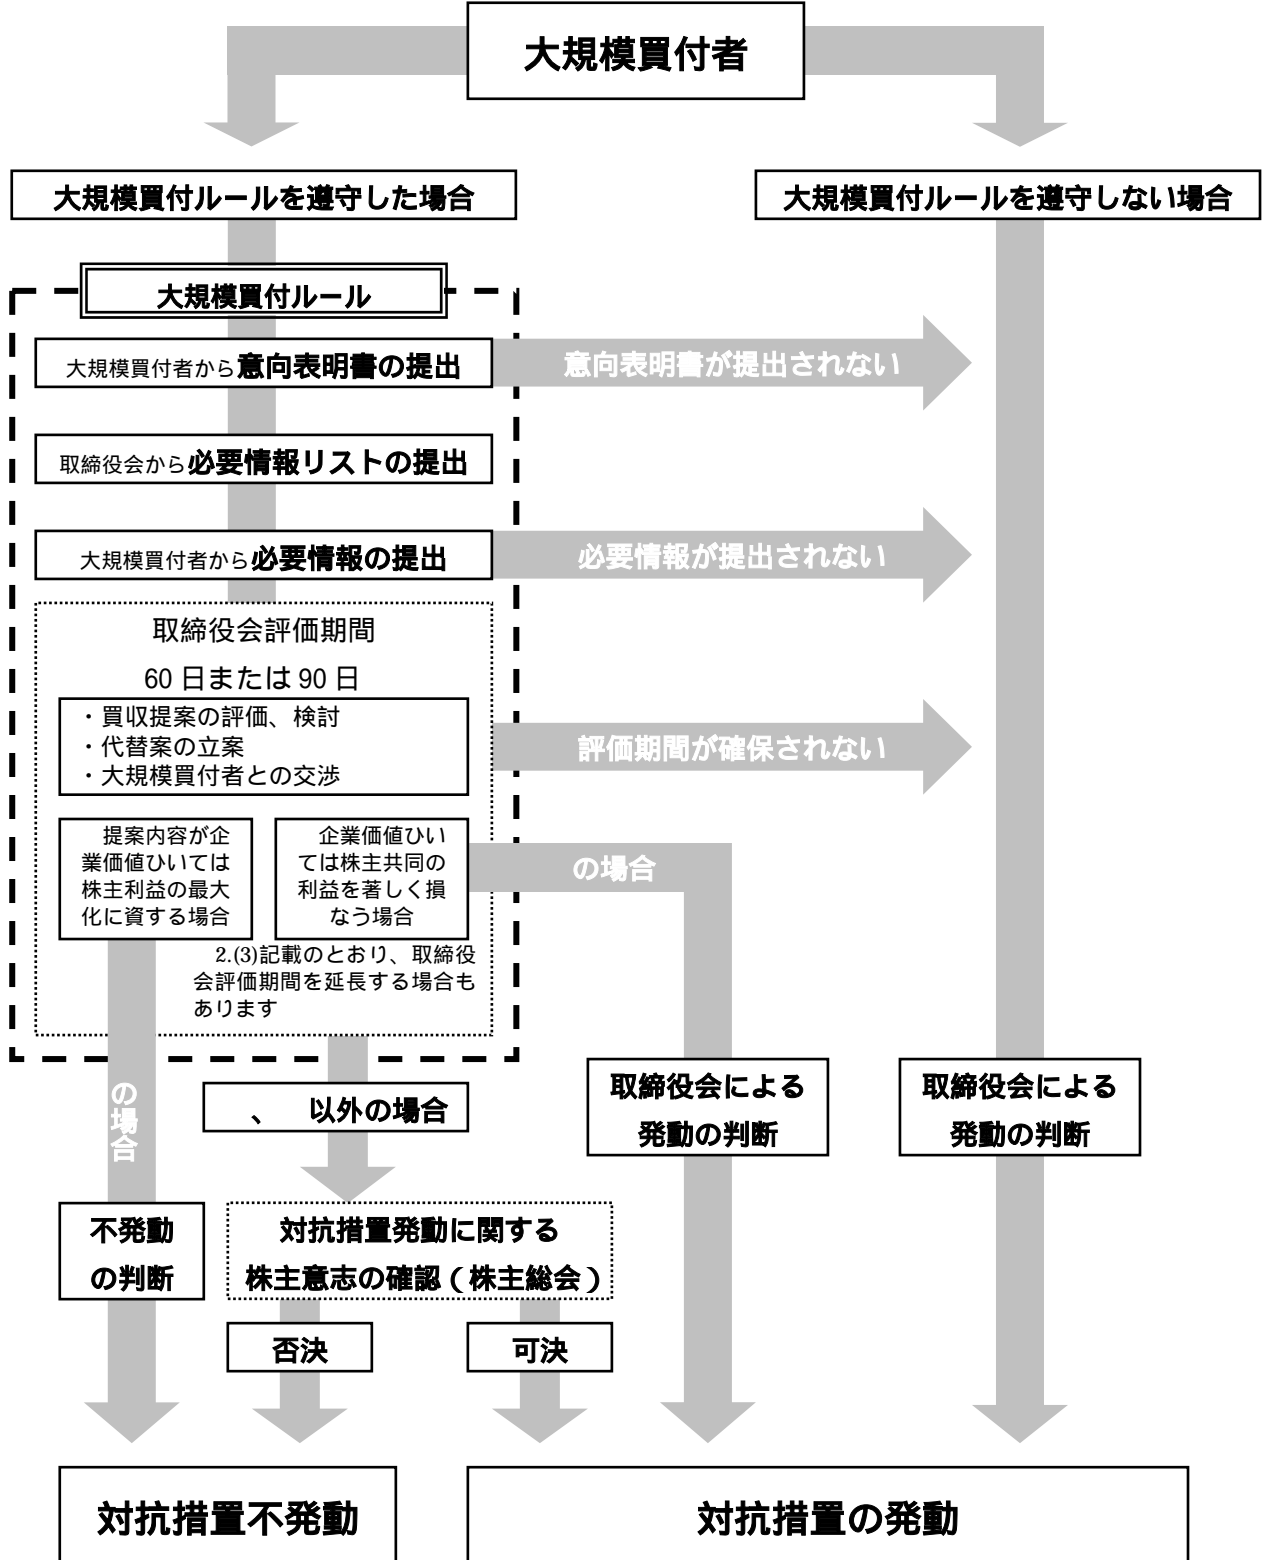 大規模買付者
大規模買付ルールを遵守した場合
大規模買付ルールを遵守しない場合
大規模買付ルール
大規模買付者から意向表明書の提出
意向表明書が提出されない
取締役会から必要情報リストの提出
大規模買付者から必要情報の提出
必要情報が提出されない
取締役会評価期間
60 日または 90 日
・買収提案の評価、検討
・代替案の立案
・大規模買付者との交渉
評価期間が確保されない
提案内容が企
業価値ひいては
株主利益の最大
化に資する場合
企業価値ひい
ては株主共同の
利益を著しく損
なう場合
の場合
2.(3)記載のとおり、取締役
会評価期間を延長する場合も
あります
の場合
、　以外の場合
取締役会による
発動の判断
取締役会による
発動の判断
不発動
の判断
対抗措置発動に関する
株主意志の確認（株主総会）
否決
可決
対抗措置不発動
対抗措置の発動